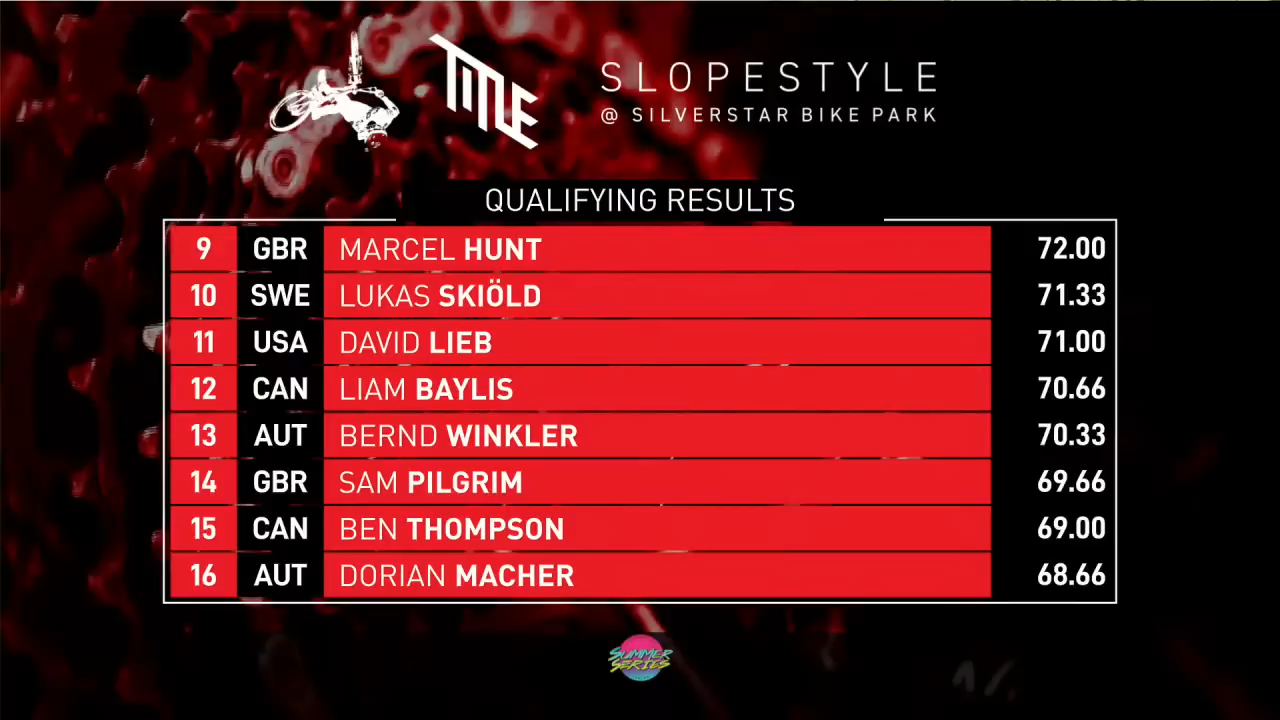 TITLE
SLOPESTYLE
@ SILVERSTAR BIKE PARK
QUALIFYING RESULTS
9 GBR MARCEL HUNT 72.00
10 SWE LUKAS SKIÖLD 71.33
11 USA DAVID LIEB 71.00
12 CAN LIAM BAYLIS 70.66
13 AUT BERND WINKLER 70.33
14 GBR SAM PILGRIM 69.66
15 CAN BEN THOMPSON 69.00
16 AUT DORIAN MACHER 68.66
SUMMER
SERIES